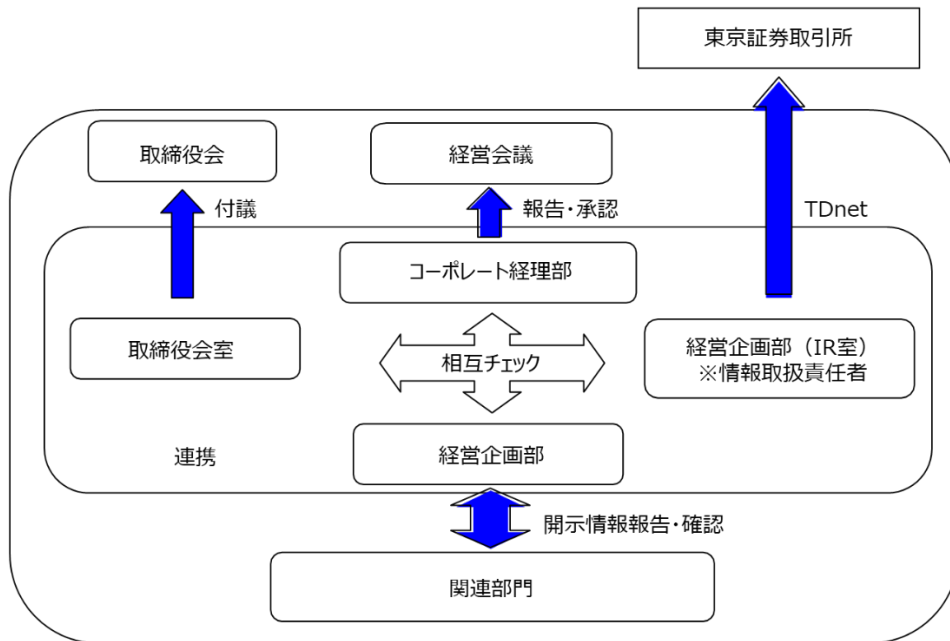 東京証券取引所
取締役会
経営会議
付議
報告・承認
TDnet
コーポレート経理部
取締役会室
相互チェック
経営企画部（IR室）
※情報取扱責任者
連携
経営企画部
開示情報報告・確認
関連部門